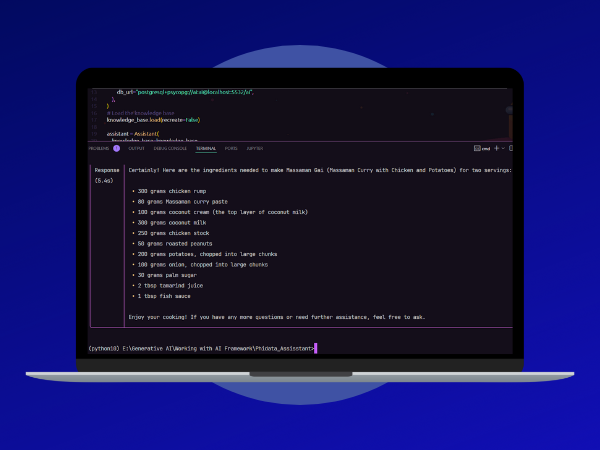 db_url="postgresql+psycopg://ai:ai@localhost:5532/ai",
),
)
# Load the knowledge base
knowledge_base.load(recreate=False)
assistant = Assistant(
PROBLEMS 1 OUTPUT DEBUG CONSOLE TERMINAL PORTS JUPYTER cmd
Response Certainly! Here are the ingredients needed to make Massaman Gai (Massaman Curry with Chicken and Potatoes) for two servings:
(5.4s)
• 300 grams chicken rump
• 80 grams Massaman curry paste
• 100 grams coconut cream (the top layer of coconut milk)
• 300 grams coconut milk
• 250 grams chicken stock
• 50 grams roasted peanuts
• 200 grams potatoes, chopped into large chunks
• 100 grams onion, chopped into large chunks
• 30 grams palm sugar
• 2 tbsp tamarind juice
• 1 tbsp fish sauce
Enjoy your cooking! If you have any more questions or need further assistance, feel free to ask.
(python10) E:\Generative AI\Working with AI Framework\Phidata_Assisstant>